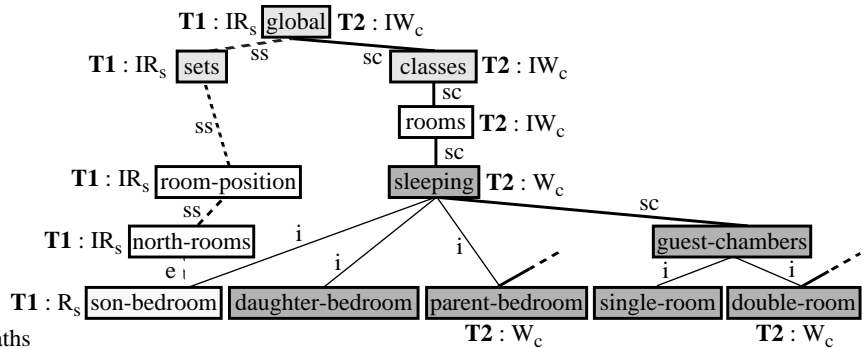 T1 : IRs global T2 : IWc
ss sc
T1 : IRs sets classes T2 : IWc
sc
ss rooms T2 : IWc
sc
T1 : IRs room-position sleeping T2 : Wc
ss sc
T1 : IRs north-rooms i i i guest-chambers
e i i
T1 : Rs son-bedroom daughter-bedroom parent-bedroom single-room double-room
aths T2 : Wc T2 : Wc